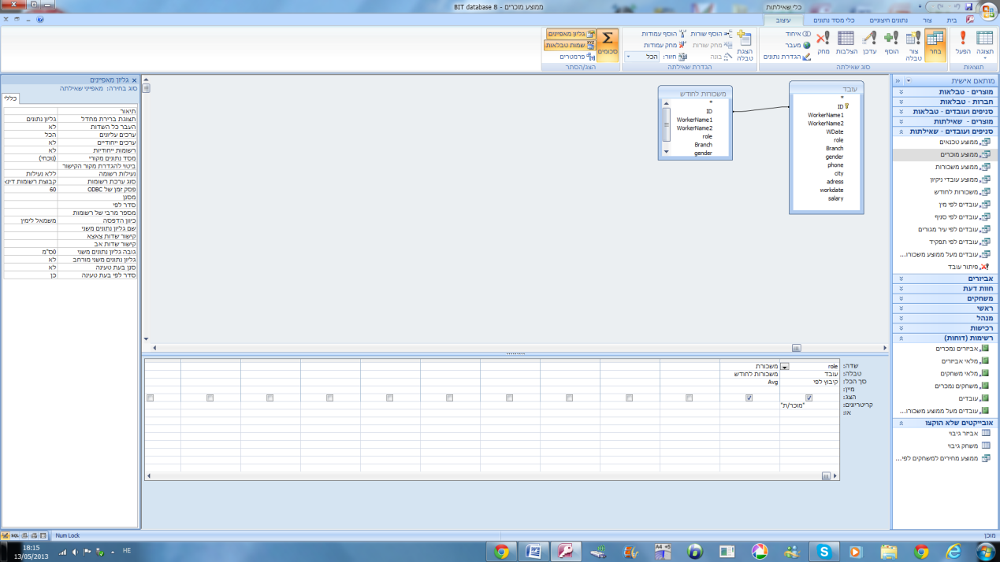 ממוצע מוכרים - BIT database 8
כלי שאילתות
בית
צור
נתונים חיצוניים
כלי מסד נתונים
עיצוב
תצוגה
הפעל
תוצאות
בחר
צור טבלה
הוסף
עדכן
הצלבות
מחק
איחוד
מעבר
הגדרת נתונים
סוג שאילתה
הצגת טבלה
הוסף שורות
מחק שורות
בונה
הוסף עמודות
מחק עמודות
חזור: הכל
הגדרת שאילתה
סכומים
גליון מאפיינים
שמות טבלאות
פרמטרים
הצג/הסתר
מותאם אישית
מוצרים - טבלאות
חברות - טבלאות
סניפים ועובדים - טבלאות
מוצרים - שאילתות
סניפים ועובדים - שאילתות
ממוצע טכנאים
ממוצע מוכרים
ממוצע משכורות
ממוצע עובדי ניקיון
משכורות לחודש
עובדים לפי מין
עובדים לפי סניף
עובדים לפי עיר מגורים
עובדים לפי תפקיד
עובדים מעל ממוצע משכורו...
פיתור עובד
אביזרים
חוות דעת
משחקים
ראשי
מנהל
רכישות
רשימות (דוחות)
אביזרים נמכרים
מלאי אביזרים
מלאי משחקים
משחקים נמכרים
עובדים
עובדים מעל ממוצע משכורו...
אובייקטים שלא הוקצו
אביזר גיבוי
משחק גיבוי
ממוצע מחירים למשחקים לפי...
עובד
*
ID
WorkerName1
WorkerName2
WDate
role
Branch
gender
phone
city
adress
workdate
salary
משכורות לחודש
*
ID
WorkerName1
WorkerName2
role
Branch
gender
שדה: role משכורת
טבלה: עובד משכורות לחודש
סך הכל: קיבוץ לפי Avg
מיין:
הצג:
קריטריונים: "מוכר/ת"
או:
גליון מאפיינים
סוג בחירה: מאפייני שאילתה
כללי
תיאור
תצוגת ברירת מחדל גליון נתונים
העבר כל השדות לא
ערכים עליונים הכל
ערכים ייחודיים לא
רשומות ייחודיות לא
מסד נתונים מקורי (נוכחי)
ביטוי להגדרת מקור הקישור
נעילות רשומה ללא נעילות
סוג ערכת רשומות קבוצת רשומות דינא
פסק זמן של ODBC 60
מסנן
סדר לפי
מספר מרבי של רשומות
כיוון הדפסה משמאל לימין
שם גליון נתונים משני
קישור שדות צאצא
קישור שדות אב
גובה גליון נתונים משני 0ס"מ
גליון נתונים משני מורחב לא
סנן בעת טעינה לא
סדר לפי בעת טעינה כן
מוכן
Num Lock
SQL
HE
18:15
13/05/2013